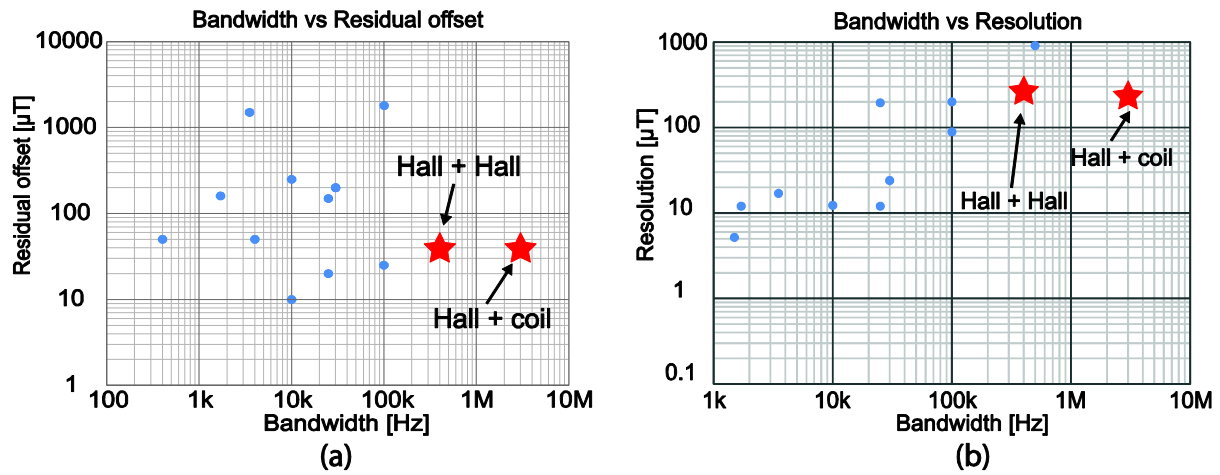 Bandwidth vs Residual offset
10000
1000
100
10
1
Residual offset [µT]
Hall + Hall
Hall + coil
100 1k 10k 100k 1M 10M
Bandwidth [Hz]
(a)
Bandwidth vs Resolution
1000
100
10
1
0.1
Resolution [µT]
Hall + coil
Hall + Hall
1k 10k 100k 1M 10M
Bandwidth [Hz]
(b)